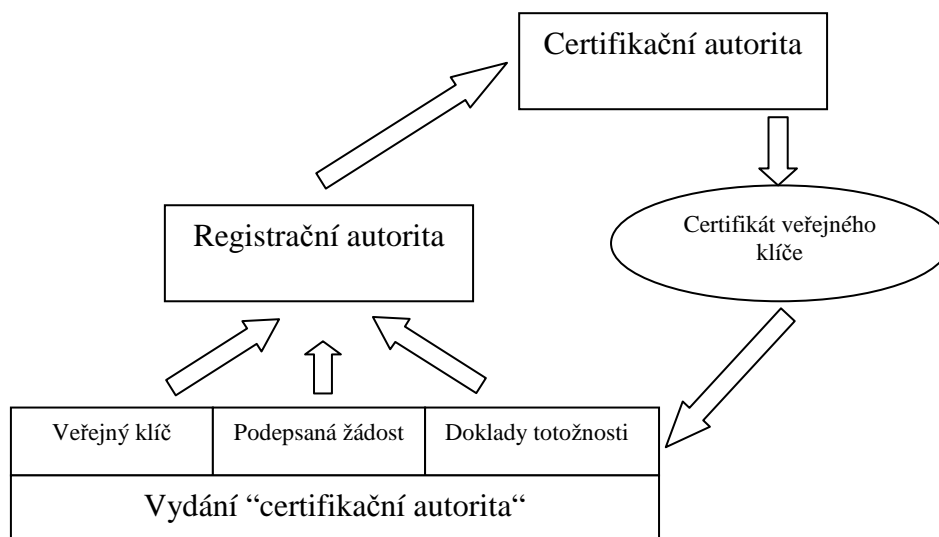 Certifikační autorita
Registrační autorita
Certifikát veřejného
klíče
Veřejný klíč
Podepsaná žádost
Doklady totožnosti
Vydání “certifikační autorita“